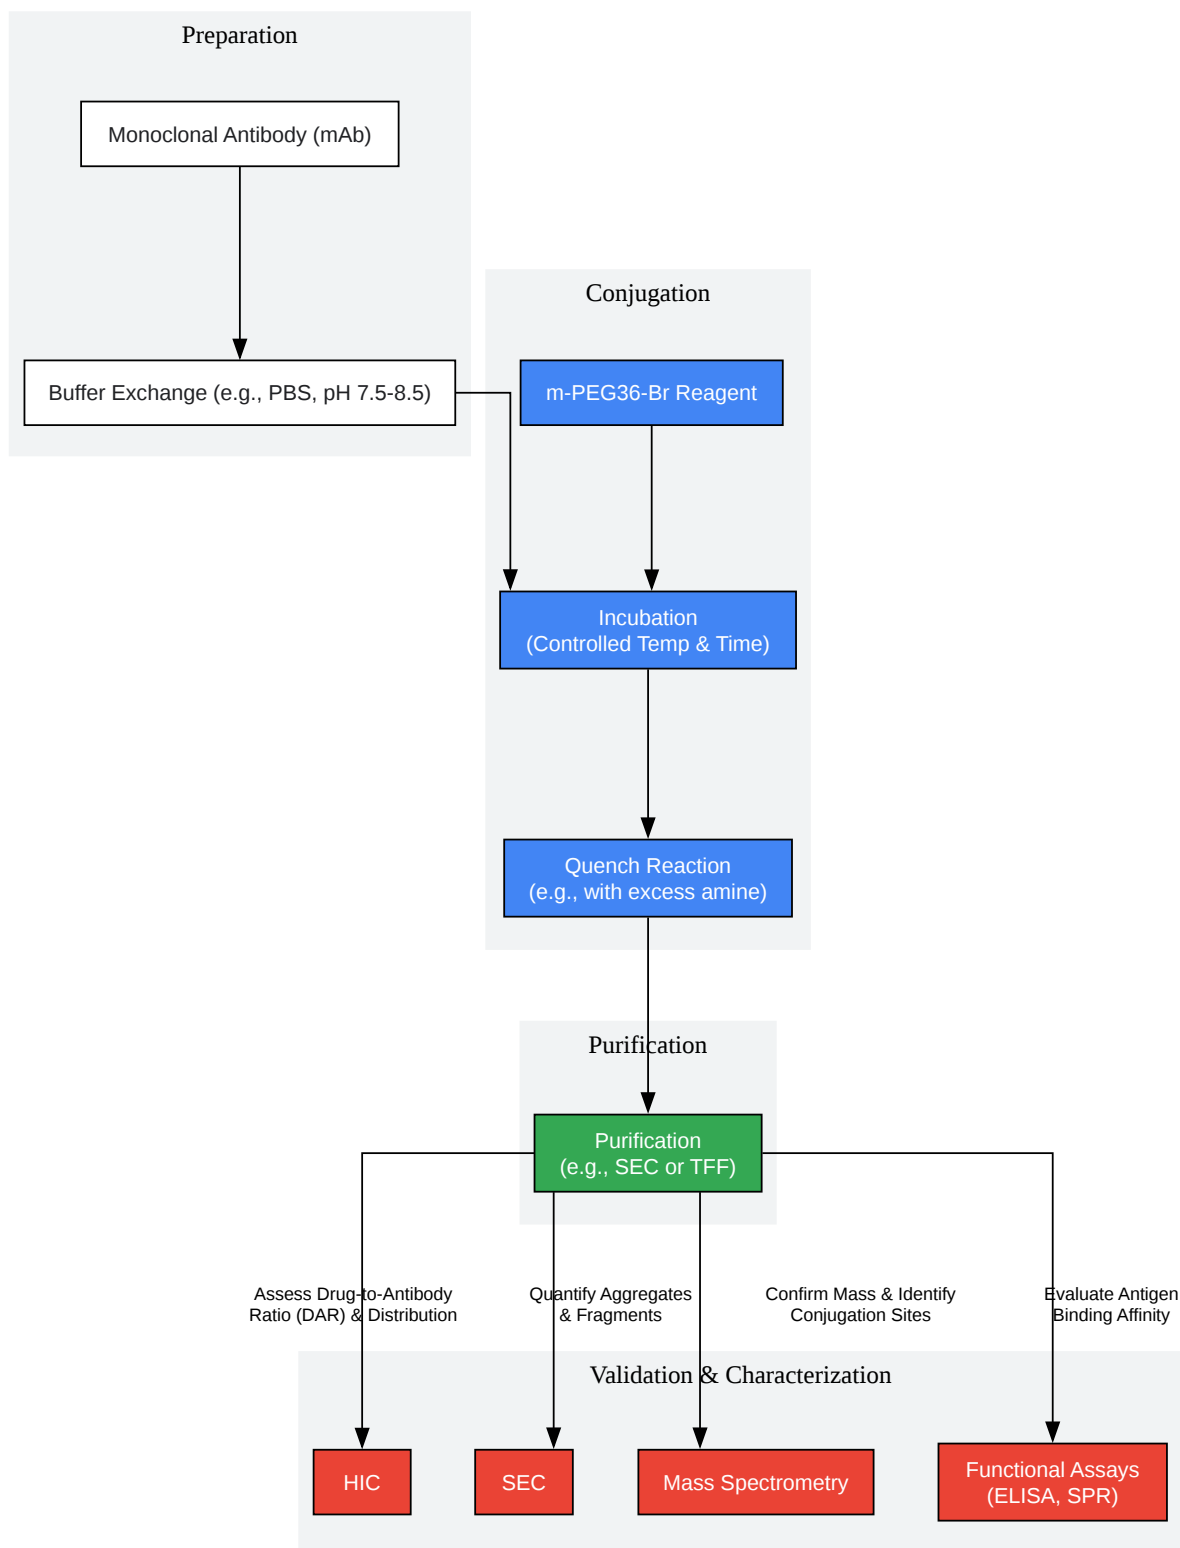 Preparation
Monoclonal Antibody (mAb)
Conjugation
Buffer Exchange (e.g., PBS, pH 7.5-8.5)
m-PEG36-Br Reagent
Incubation
(Controlled Temp & Time)
Quench Reaction
(e.g., with excess amine)
Purification
Purification
(e.g., SEC or TFF)
Assess Drug-to-Antibody
Ratio (DAR) & Distribution
Quantify Aggregates
& Fragments
Confirm Mass & Identify
Conjugation Sites
Evaluate Antigen
Binding Affinity
Validation & Characterization
HIC
SEC
Mass Spectrometry
Functional Assays
(ELISA, SPR)